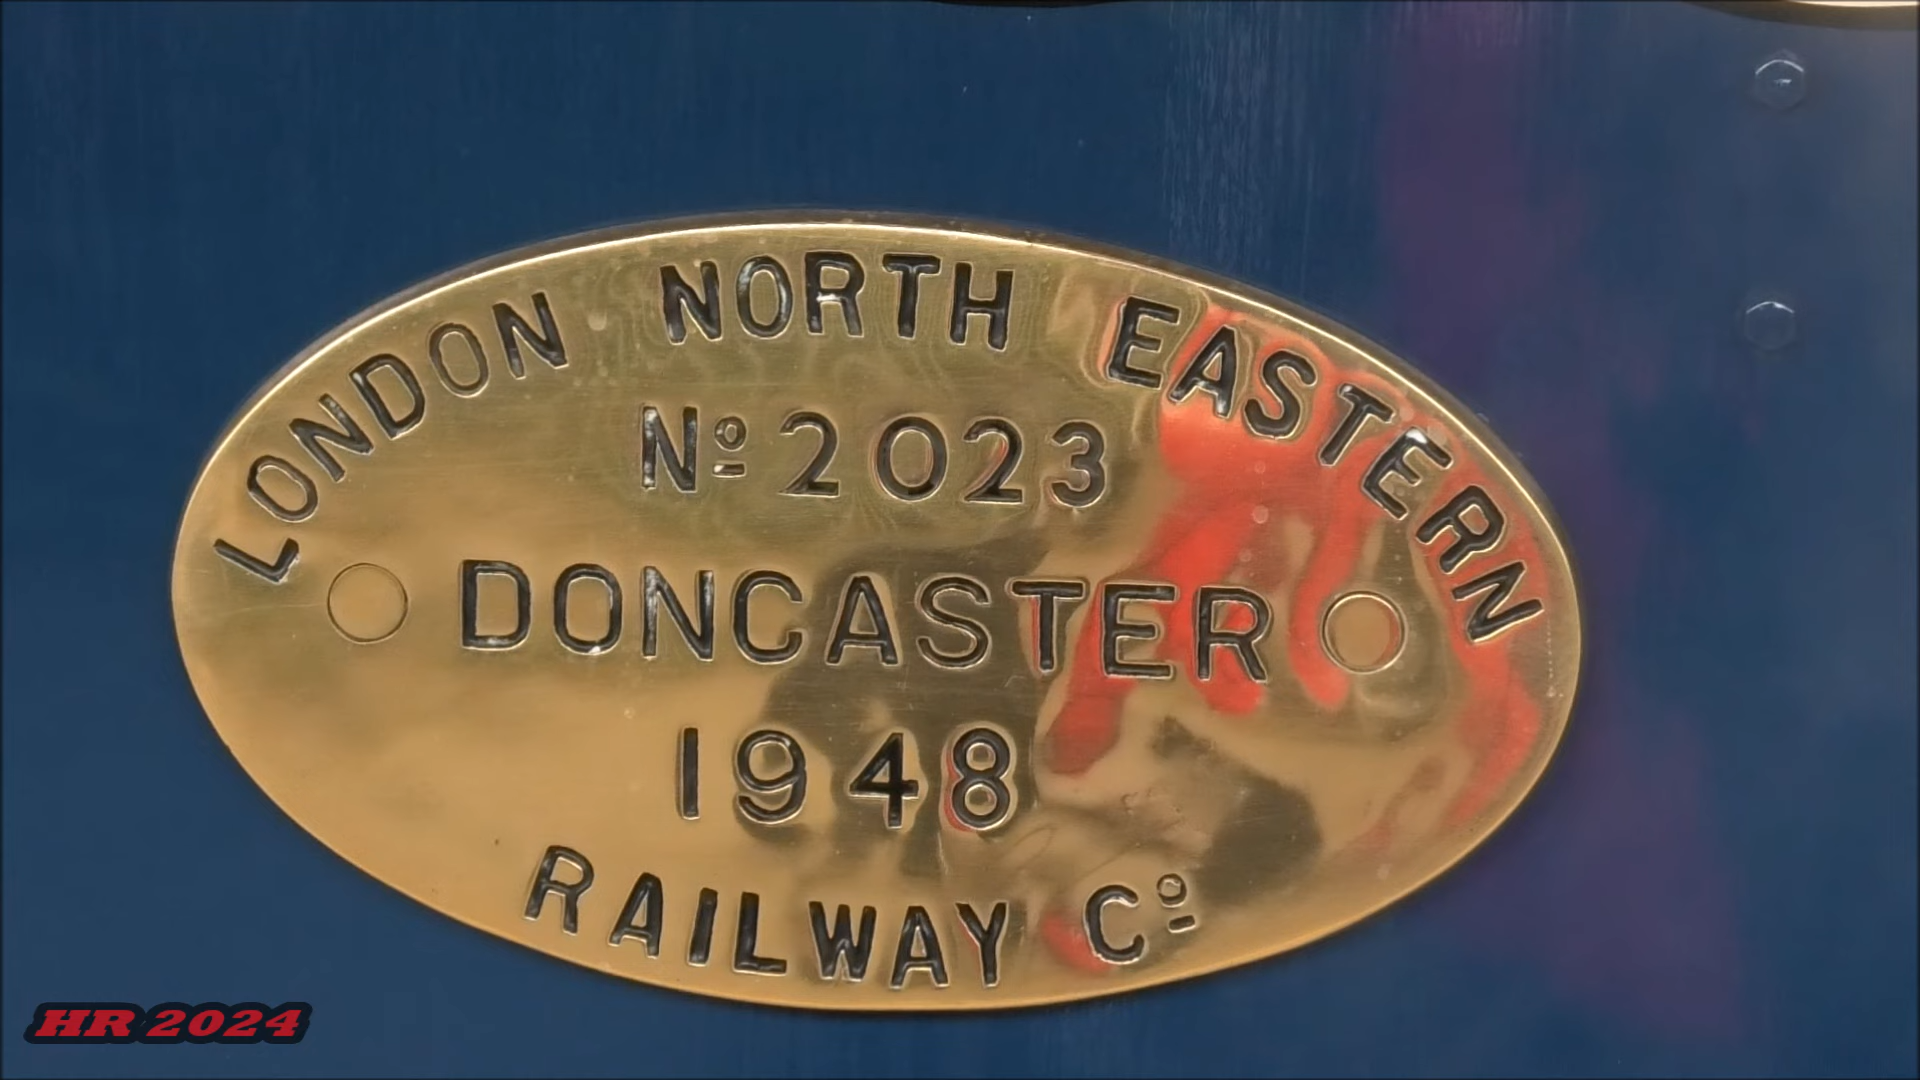 LONDON NORTH EASTERN
Nº 2023
DONCASTER
1948
RAILWAY Cº
HR 2024